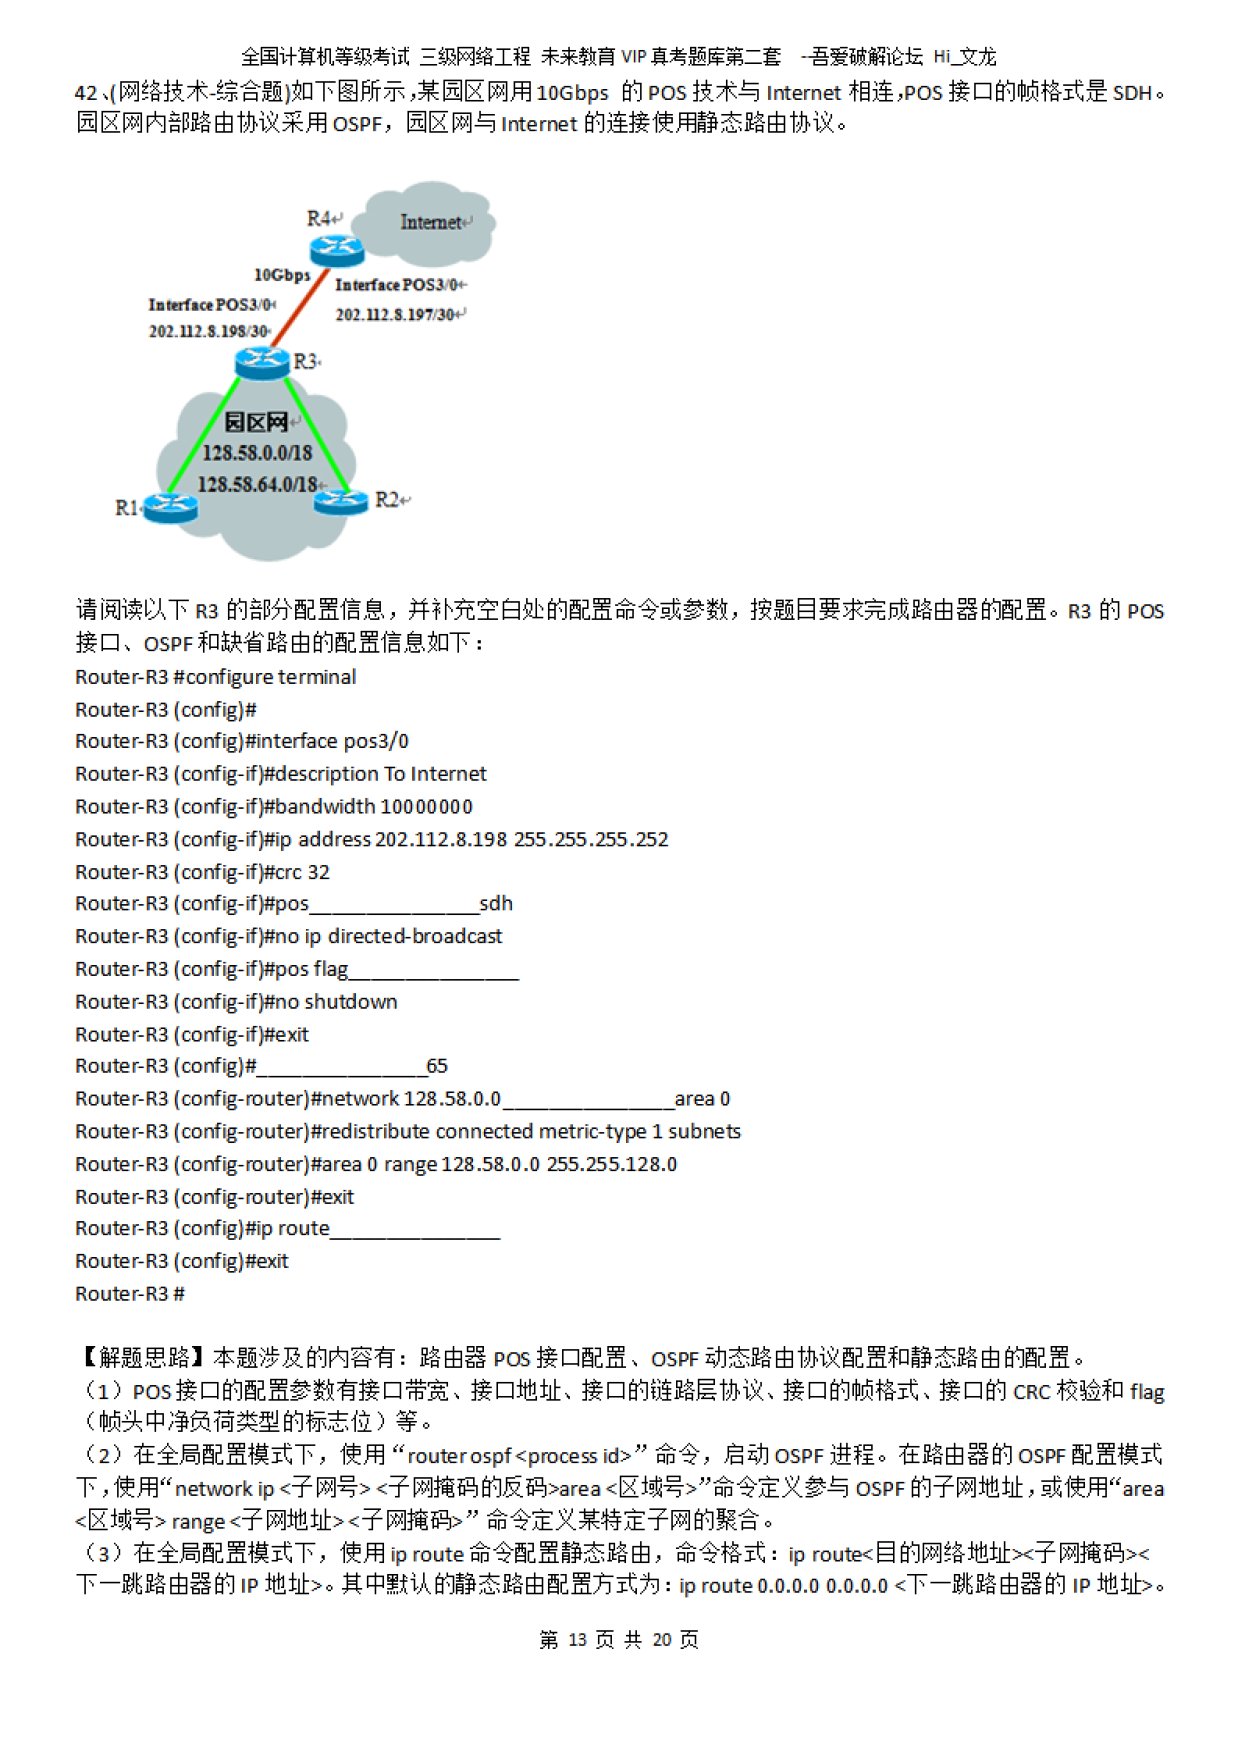 全国计算机等级考试 三级网络工程 未来教育 VIP 真考题库第二套 --吾爱破解论坛 Hi_文龙
42、(网络技术-综合题)如下图所示，某园区网用 10Gbps 的 POS 技术与 Internet 相连，POS 接口的帧格式是 SDH。
园区网内部路由协议采用 OSPF，园区网与 Internet 的连接使用静态路由协议。
R4↵
Internet↵
10Gbps
Interface POS3/0↵
Interface POS3/0↵
202.112.8.197/30↵
202.112.8.198/30↵
R3↵
园区网↵
128.58.0.0/18
128.58.64.0/18↵
R1↵
R2↵
请阅读以下 R3 的部分配置信息，并补充空白处的配置命令或参数，按题目要求完成路由器的配置。R3 的 POS
接口、OSPF 和缺省路由的配置信息如下：
Router-R3 #configure terminal
Router-R3 (config)#
Router-R3 (config)#interface pos3/0
Router-R3 (config-if)#description To Internet
Router-R3 (config-if)#bandwidth 10000000
Router-R3 (config-if)#ip address 202.112.8.198 255.255.255.252
Router-R3 (config-if)#crc 32
Router-R3 (config-if)#pos_______________sdh
Router-R3 (config-if)#no ip directed-broadcast
Router-R3 (config-if)#pos flag_______________
Router-R3 (config-if)#no shutdown
Router-R3 (config-if)#exit
Router-R3 (config)#_______________65
Router-R3 (config-router)#network 128.58.0.0_______________area 0
Router-R3 (config-router)#redistribute connected metric-type 1 subnets
Router-R3 (config-router)#area 0 range 128.58.0.0 255.255.128.0
Router-R3 (config-router)#exit
Router-R3 (config)#ip route_______________
Router-R3 (config)#exit
Router-R3 #
【解题思路】本题涉及的内容有：路由器 POS 接口配置、OSPF 动态路由协议配置和静态路由的配置。
（1）POS 接口的配置参数有接口带宽、接口地址、接口的链路层协议、接口的帧格式、接口的 CRC 校验和 flag
（帧头中净负荷类型的标志位）等。
（2）在全局配置模式下，使用“router ospf <process id>”命令，启动 OSPF 进程。在路由器的 OSPF 配置模式
下，使用“network ip <子网号> <子网掩码的反码>area <区域号>”命令定义参与 OSPF 的子网地址，或使用“area
<区域号> range <子网地址> <子网掩码>”命令定义某特定子网的聚合。
（3）在全局配置模式下，使用 ip route 命令配置静态路由，命令格式：ip route<目的网络地址><子网掩码><
下一跳路由器的 IP 地址>。其中默认的静态路由配置方式为：ip route 0.0.0.0 0.0.0.0 <下一跳路由器的 IP 地址>。
第 13 页 共 20 页